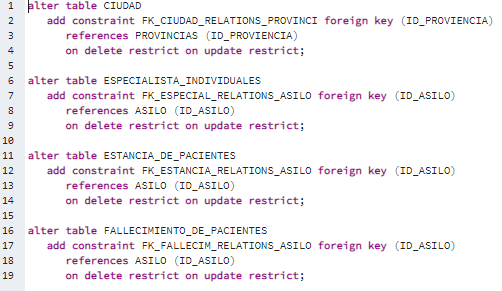 1 alter table CIUDAD
2 add constraint FK_CIUDAD_RELATIONS_PROVINCI foreign key (ID_PROVIENCIA)
3 references PROVINCIAS (ID_PROVIENCIA)
4 on delete restrict on update restrict;
5
6 alter table ESPECIALISTA_INDIVIDUALES
7 add constraint FK_ESPECIAL_RELATIONS_ASILO foreign key (ID_ASILO)
8 references ASILO (ID_ASILO)
9 on delete restrict on update restrict;
10
11 alter table ESTANCIA_DE_PACIENTES
12 add constraint FK_ESTANCIA_RELATIONS_ASILO foreign key (ID_ASILO)
13 references ASILO (ID_ASILO)
14 on delete restrict on update restrict;
15
16 alter table FALLECIMIENTO_DE_PACIENTES
17 add constraint FK_FALLECIM_RELATIONS_ASILO foreign key (ID_ASILO)
18 references ASILO (ID_ASILO)
19 on delete restrict on update restrict;